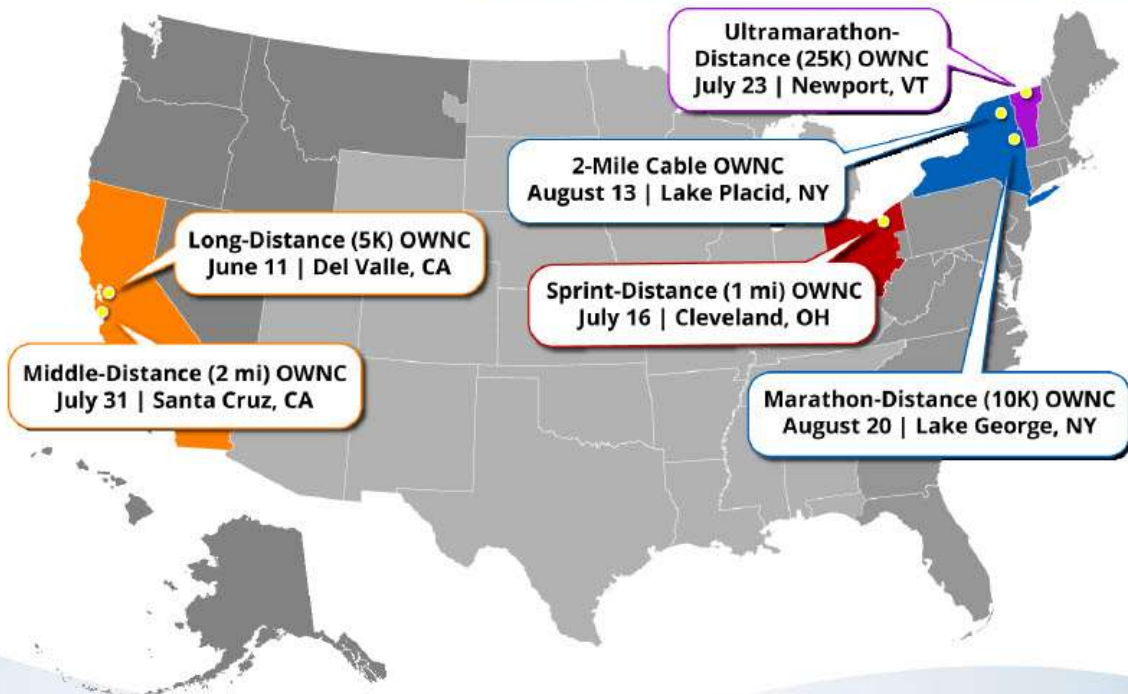 Ultramarathon-
Distance (25K) OWNC
July 23 | Newport, VT
2-Mile Cable OWNC
August 13 | Lake Placid, NY
Long-Distance (5K) OWNC
June 11 | Del Valle, CA
Sprint-Distance (1 mi) OWNC
July 16 | Cleveland, OH
Middle-Distance (2 mi) OWNC
July 31 | Santa Cruz, CA
Marathon-Distance (10K) OWNC
August 20 | Lake George, NY